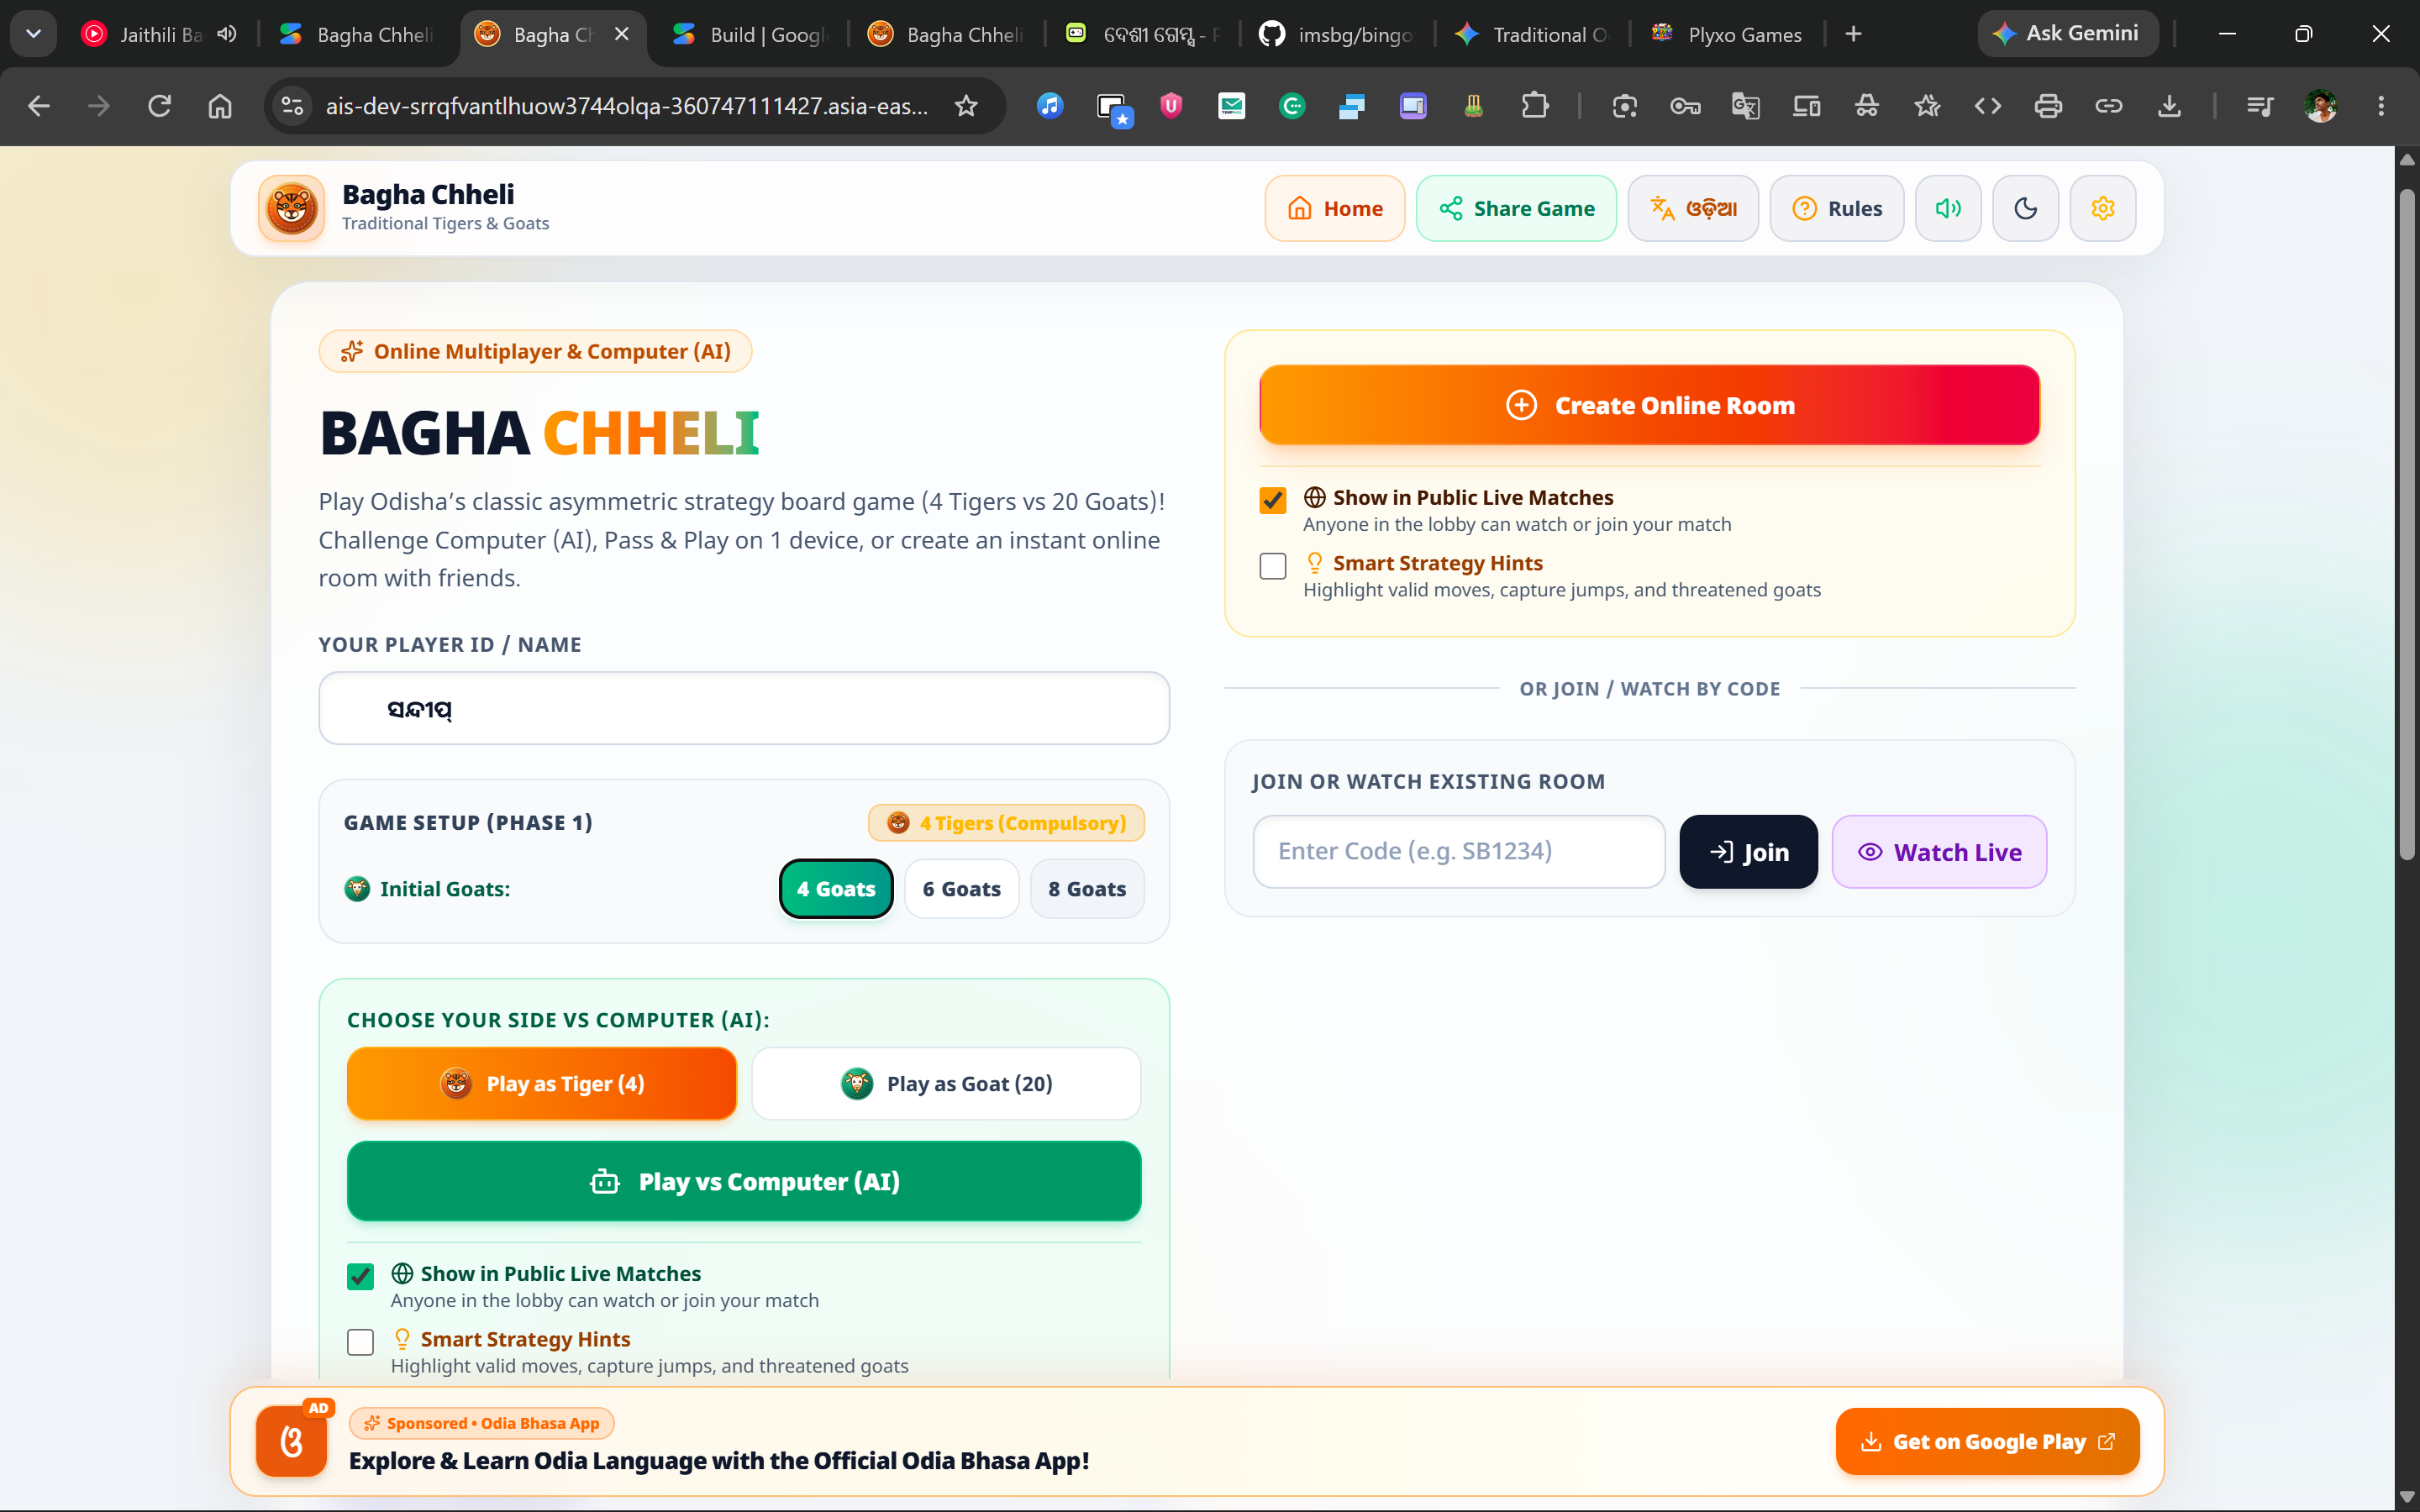 Jaithili Ba
Bagha Chheli
Bagha Ch
Build | Googl
Bagha Chheli
ଦେଶୀ ଗେମ୍ସ - P
imsbg/bingo
Traditional O
Plyxo Games
Ask Gemini
ais-dev-srrqfvantlhuow3744olqa-360747111427.asia-eas...
Bagha Chheli
Traditional Tigers & Goats
Home
Share Game
ଓଡ଼ିଆ
Rules
Online Multiplayer & Computer (AI)
BAGHA CHHELI
Play Odisha's classic asymmetric strategy board game (4 Tigers vs 20 Goats)!
Challenge Computer (AI), Pass & Play on 1 device, or create an instant online
room with friends.
YOUR PLAYER ID / NAME
ସନ୍ଦୀପ୍
GAME SETUP (PHASE 1)
4 Tigers (Compulsory)
Initial Goats:
4 Goats
6 Goats
8 Goats
CHOOSE YOUR SIDE VS COMPUTER (AI):
Play as Tiger (4)
Play as Goat (20)
Play vs Computer (AI)
Show in Public Live Matches
Anyone in the lobby can watch or join your match
Smart Strategy Hints
Highlight valid moves, capture jumps, and threatened goats
Create Online Room
Show in Public Live Matches
Anyone in the lobby can watch or join your match
Smart Strategy Hints
Highlight valid moves, capture jumps, and threatened goats
OR JOIN / WATCH BY CODE
JOIN OR WATCH EXISTING ROOM
Enter Code (e.g. SB1234)
Join
Watch Live
AD
ଓ
Sponsored • Odia Bhasa App
Explore & Learn Odia Language with the Official Odia Bhasa App!
Get on Google Play